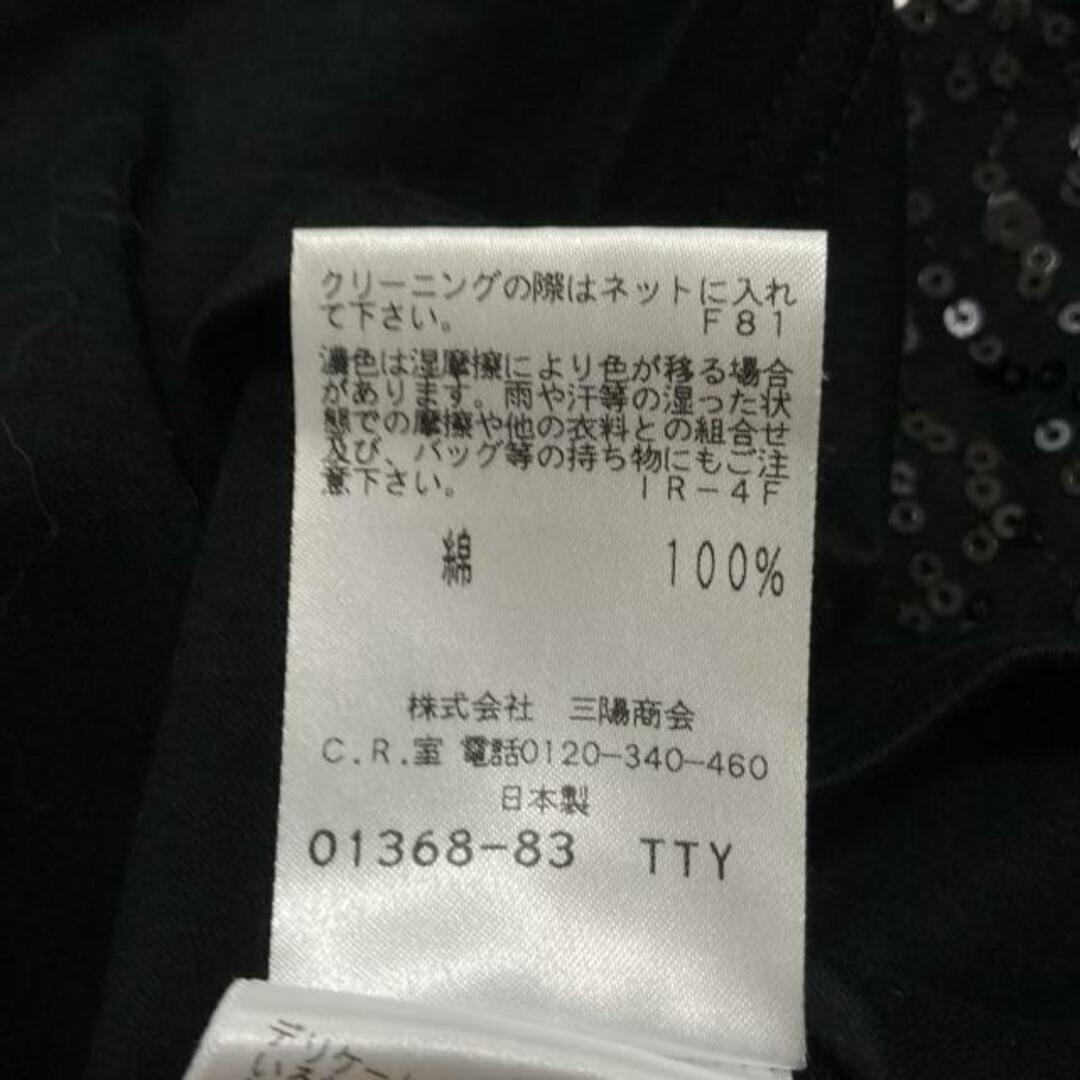 クリーニングの際はネットに入れ
て下さい。 F81
濃色は湿摩擦により色が移る場合
があります。雨や汗等の湿った状
態での摩擦や他の衣料との組合せ
及び、バッグ等の持ち物にもご注
意下さい。 IR-4F
綿 100%
株式会社 三陽商会
C.R.室 電話0120-340-460
日本製
01368-83 TTY
デリケー